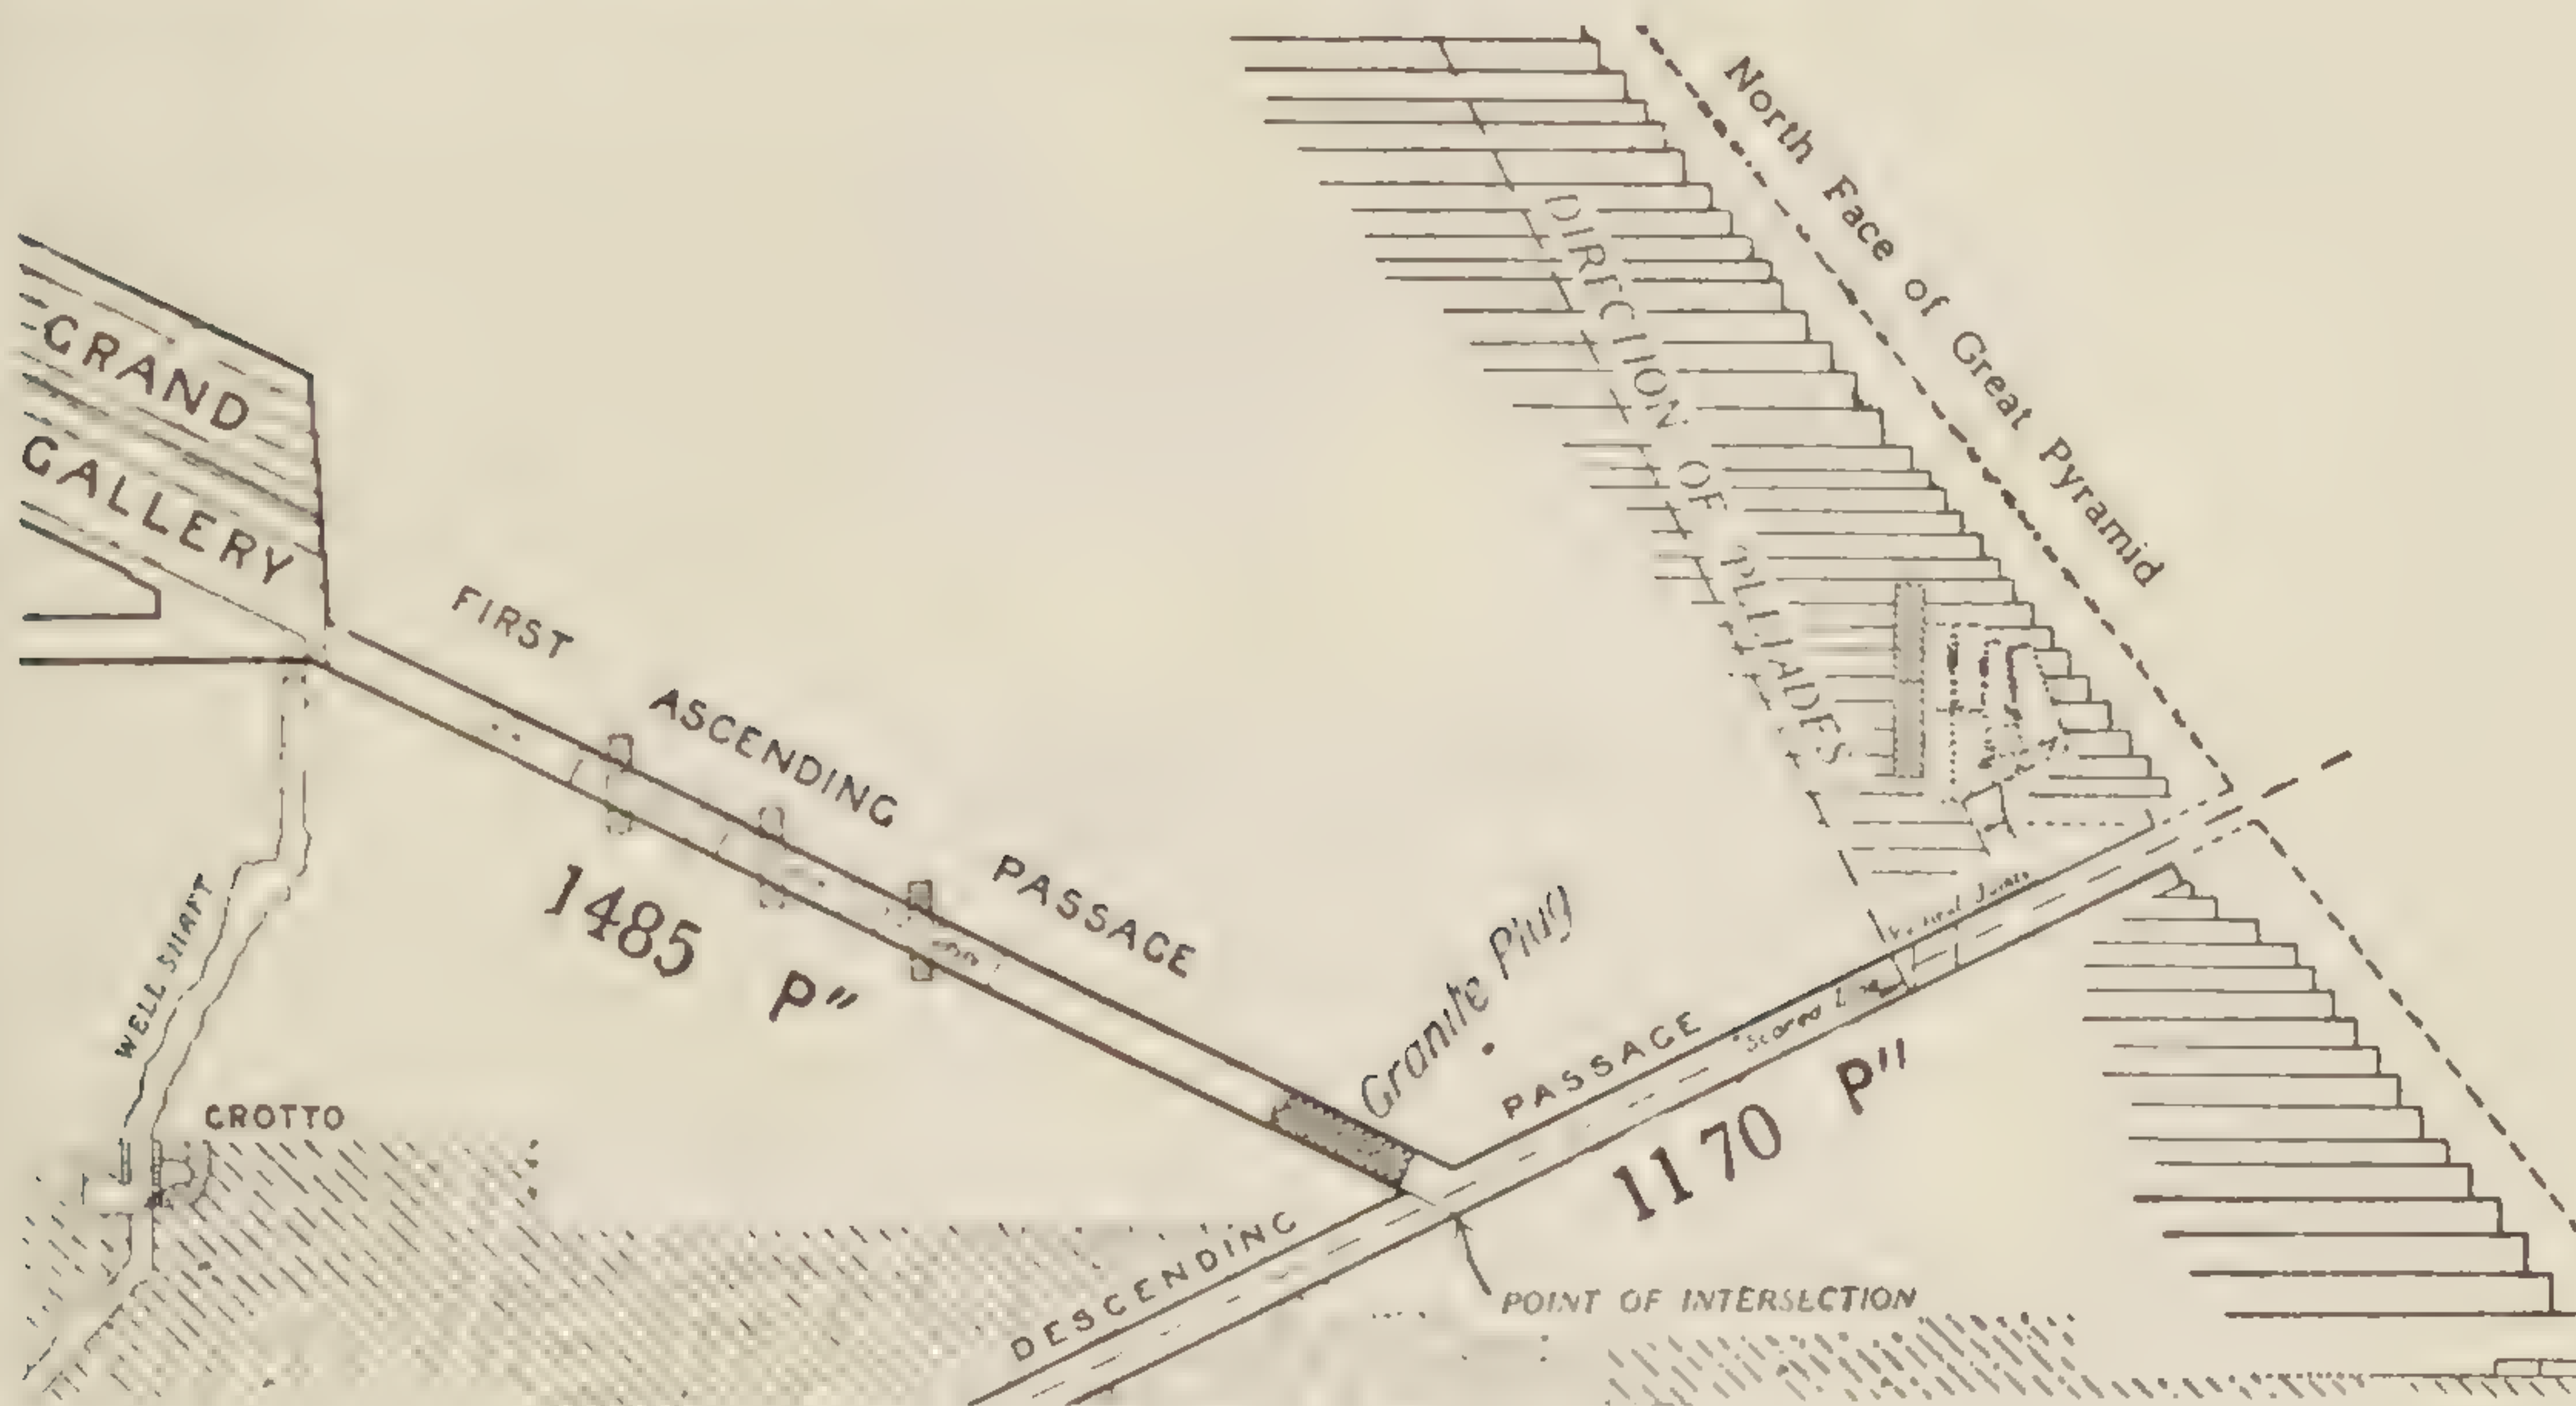 North Face of Great Pyramid
DIRECTION OF PLEIADES
GRAND
GALLERY
FIRST ASCENDING PASSAGE
1485 P"
WELL SHAFT
GROTTO
Granite Plug
DESCENDING PASSAGE
Scored
1170 P"
POINT OF INTERSECTION